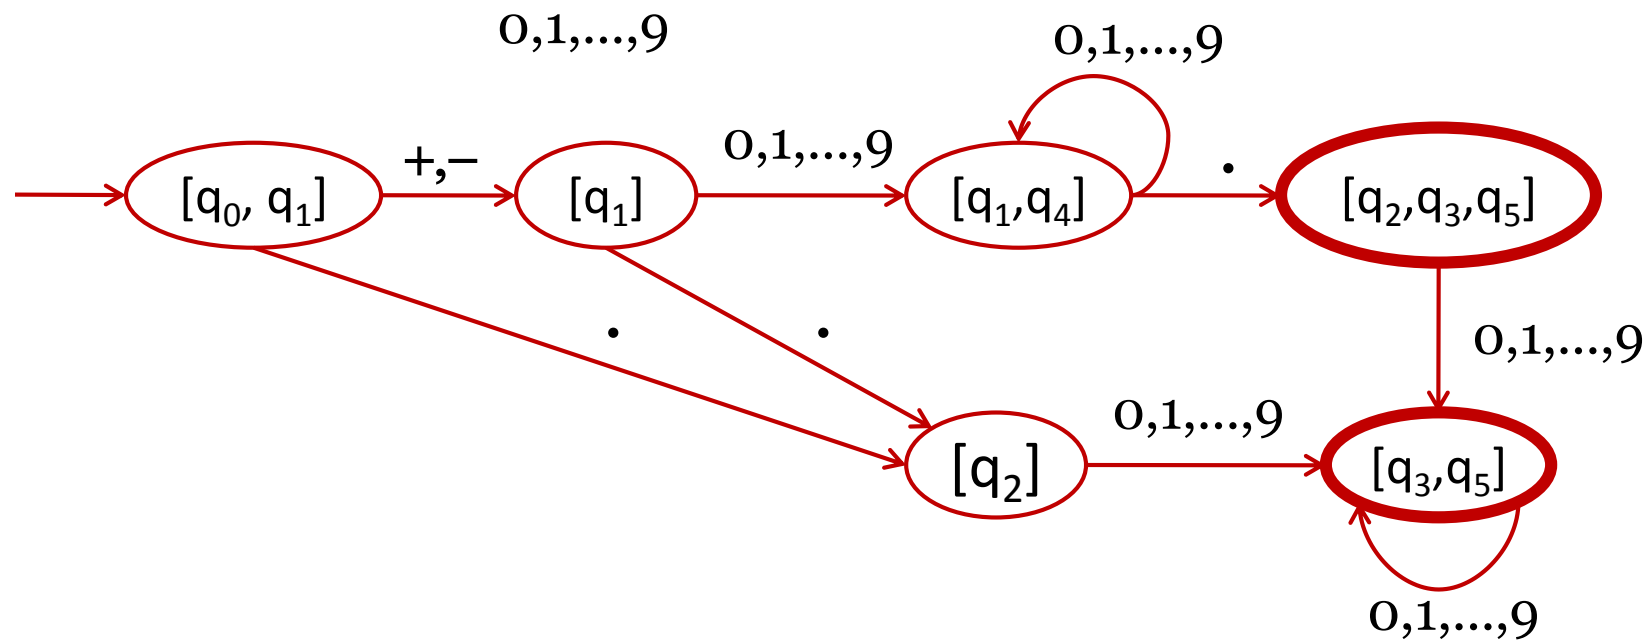 0,1,...,9
0,1,...,9
+,−
0,1,...,9
.
[q0, q1]
[q1]
[q1,q4]
[q2,q3,q5]
.
.
0,1,...,9
0,1,...,9
[q2]
[q3,q5]
0,1,...,9